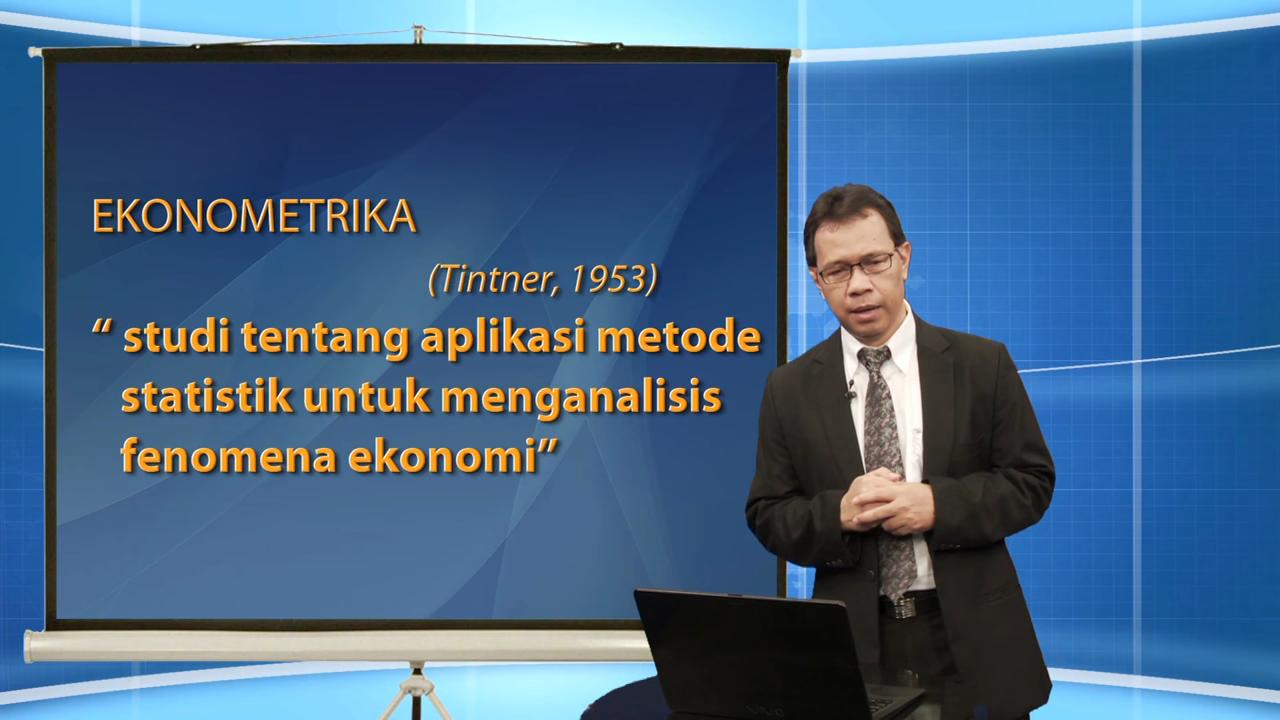 EKONOMETRIKA
(Tintner, 1953)
“ studi tentang aplikasi metode
statistik untuk menganalisis
fenomena ekonomi”